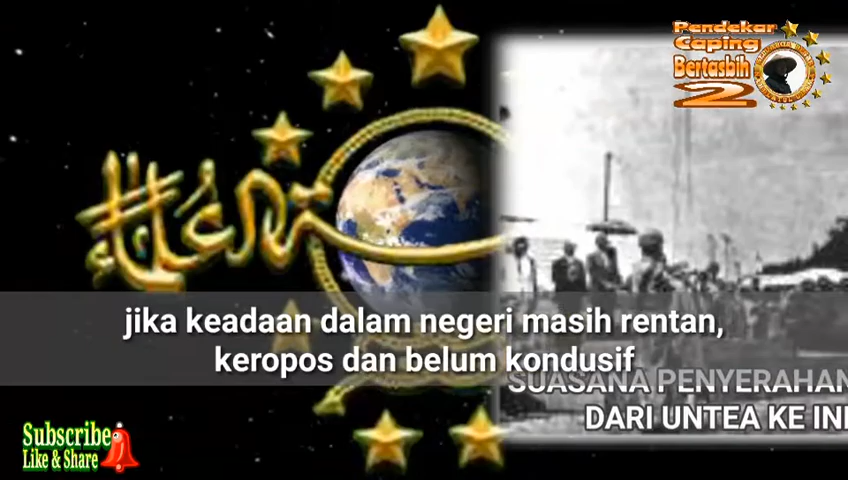 Pendekar
Caping
Bertasbih
2
jika keadaan dalam negeri masih rentan,
keropos dan belum kondusif
SUASANA PENYERAHAN
DARI UNTEA KE IN
Subscribe
Like & Share